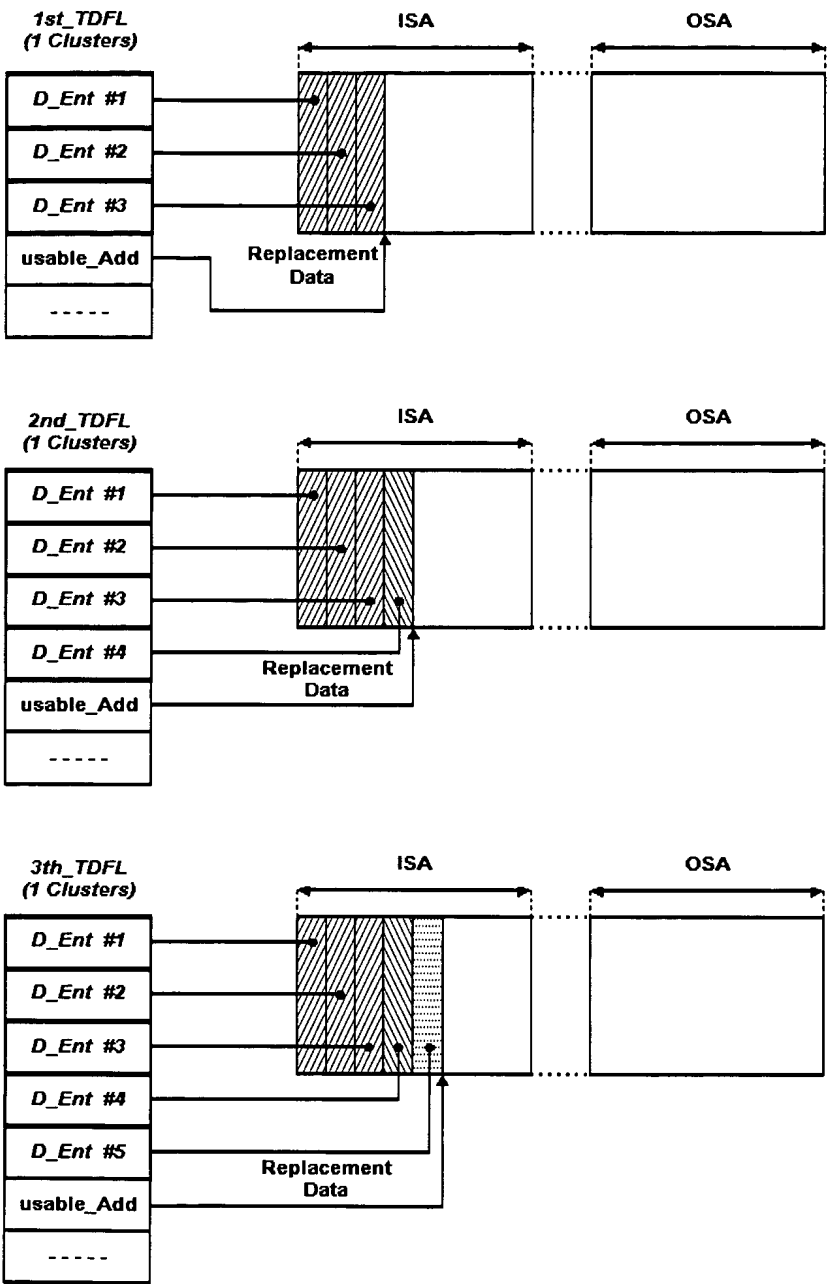 1st_TDFL
(1 Clusters)
ISA
OSA
D_Ent #1
D_Ent #2
D_Ent #3
usable_Add
- - - - -
Replacement
Data
2nd_TDFL
(1 Clusters)
ISA
OSA
D_Ent #1
D_Ent #2
D_Ent #3
D_Ent #4
usable_Add
- - - - -
Replacement
Data
3th_TDFL
(1 Clusters)
ISA
OSA
D_Ent #1
D_Ent #2
D_Ent #3
D_Ent #4
D_Ent #5
usable_Add
- - - - -
Replacement
Data